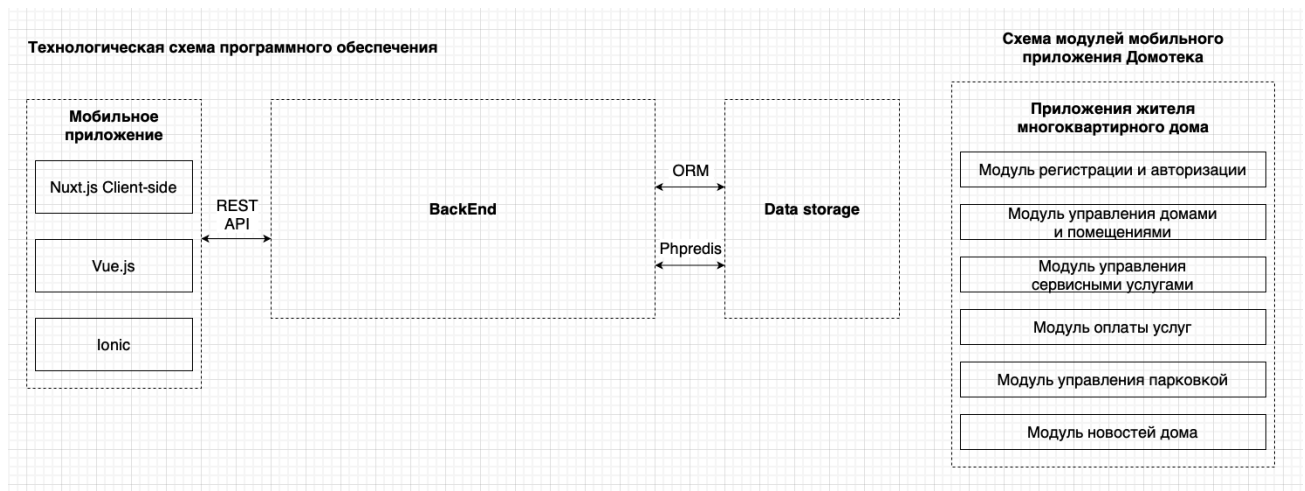 Технологическая схема программного обеспечения
Мобильное
приложение
Nuxt.js Client-side
Vue.js
Ionic
REST
API
BackEnd
ORM
Phpredis
Data storage
Схема модулей мобильного
приложения Домотека
Приложения жителя
многоквартирного дома
Модуль регистрации и авторизации
Модуль управления домами
и помещениями
Модуль управления
сервисными услугами
Модуль оплаты услуг
Модуль управления парковкой
Модуль новостей дома